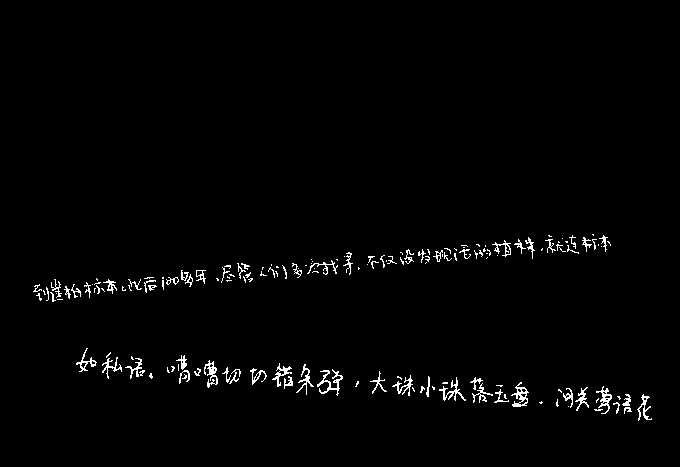 到崖柏标本。此后100多年，尽管人们多次找寻，不仅没发现活的植株，就连标本
如私语。嘈嘈切切错杂弹，大珠小珠落玉盘。间关莺语花